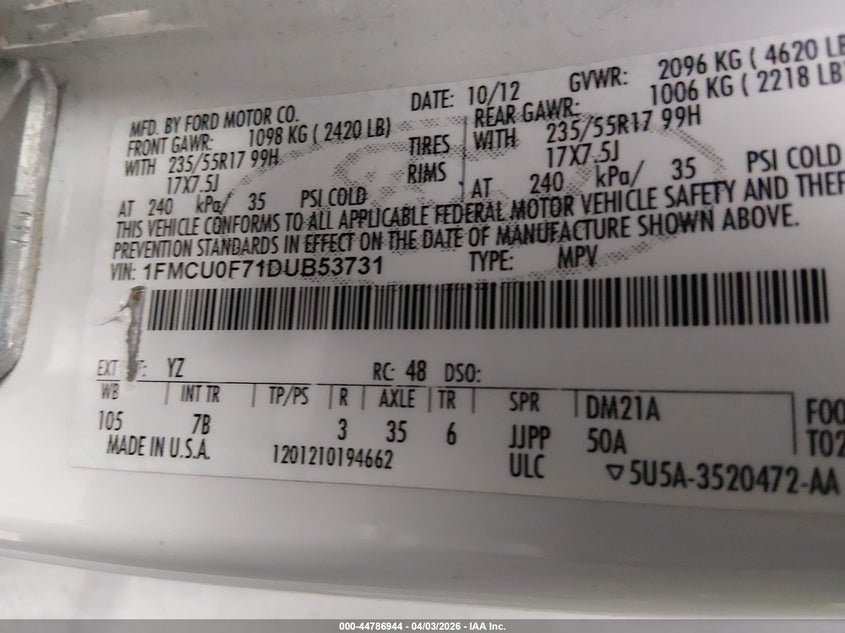 MFD. BY FORD MOTOR CO. DATE: 10/12 GVWR: 2096 KG ( 4620 LB
FRONT GAWR: 1098 KG ( 2420 LB) REAR GAWR: 1006 KG ( 2218 LB)
WITH 235/55R17 99H TIRES WITH 235/55R17 99H
17X7.5J RIMS 17X7.5J
AT 240 kPa/ 35 PSI COLD AT 240 kPa/ 35 PSI COLD
THIS VEHICLE CONFORMS TO ALL APPLICABLE FEDERAL MOTOR VEHICLE SAFETY AND THEF
PREVENTION STANDARDS IN EFFECT ON THE DATE OF MANUFACTURE SHOWN ABOVE.
VIN: 1FMCU0F71DUB53731 TYPE: MPV
EXT YZ RC: 48 DSO:
WB INT TR TP/PS R AXLE TR SPR DM21A F00
105 7B 3 35 6 JJPP 50A T02
MADE IN U.S.A. 1201210194662 ULC 5U5A-3520472-AA
000-44786944 | 04/03/2026 | IAA Inc.